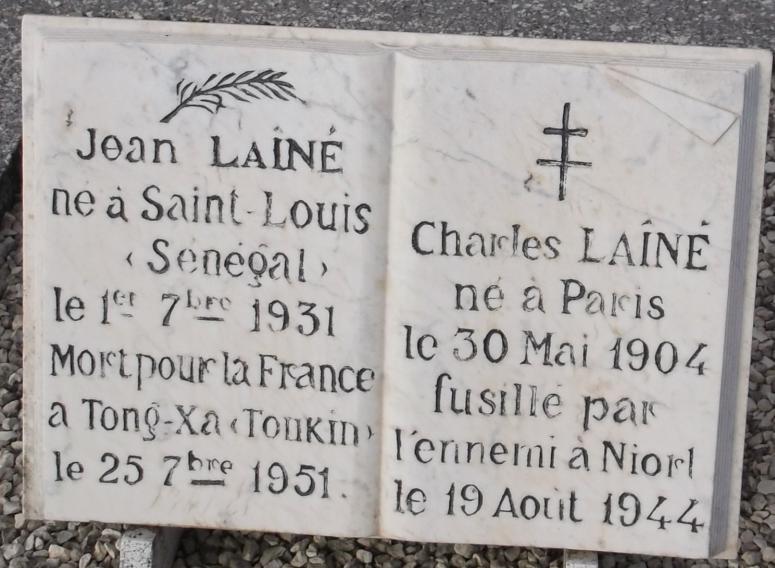 Jean LAÎNÉ
né à Saint-Louis
‹Sénégal›
le 1er 7bre 1931
Mort pour la France
a Tong-Xa ‹Tonkin›
le 25 7bre 1951.
Charles LAÎNÉ
né à Paris
le 30 Mai 1904
fusillé par
l'ennemi à Niort
le 19 Août 1944